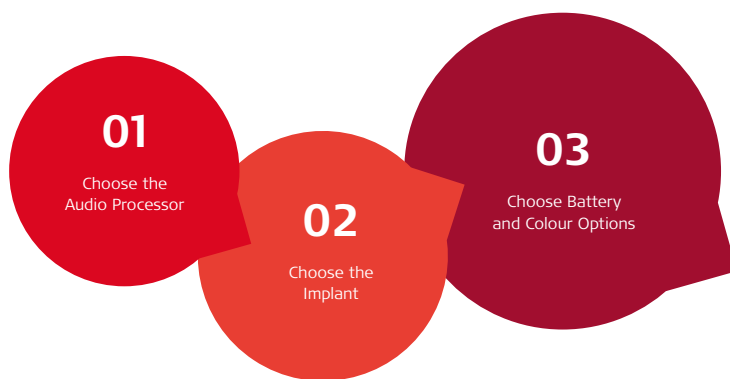 01
Choose the
Audio Processor
02
Choose the
Implant
03
Choose Battery
and Colour Options